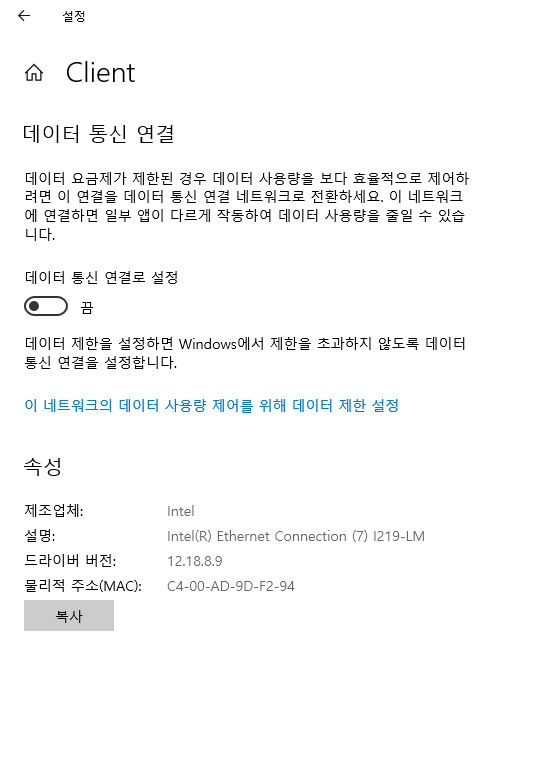 설정
Client
데이터 통신 연결
데이터 요금제가 제한된 경우 데이터 사용량을 보다 효율적으로 제어하
려면 이 연결을 데이터 통신 연결 네트워크로 전환하세요. 이 네트워크
에 연결하면 일부 앱이 다르게 작동하여 데이터 사용량을 줄일 수 있습
니다.
데이터 통신 연결로 설정
끔
데이터 제한을 설정하면 Windows에서 제한을 초과하지 않도록 데이터
통신 연결을 설정합니다.
이 네트워크의 데이터 사용량 제어를 위해 데이터 제한 설정
속성
제조업체: Intel
설명: Intel(R) Ethernet Connection (7) I219-LM
드라이버 버전: 12.18.8.9
물리적 주소(MAC): C4-00-AD-9D-F2-94
복사